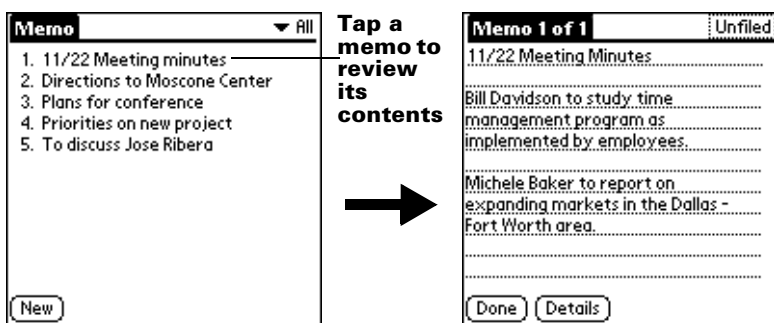 Memo
All
1. 11/22 Meeting minutes
2. Directions to Moscone Center
3. Plans for conference
4. Priorities on new project
5. To discuss Jose Ribera
New
Tap a
memo to
review
its
contents
Memo 1 of 1
Unfiled
11/22 Meeting Minutes
Bill Davidson to study time
management program as
implemented by employees.
Michele Baker to report on
expanding markets in the Dallas -
Fort Worth area.
Done
Details